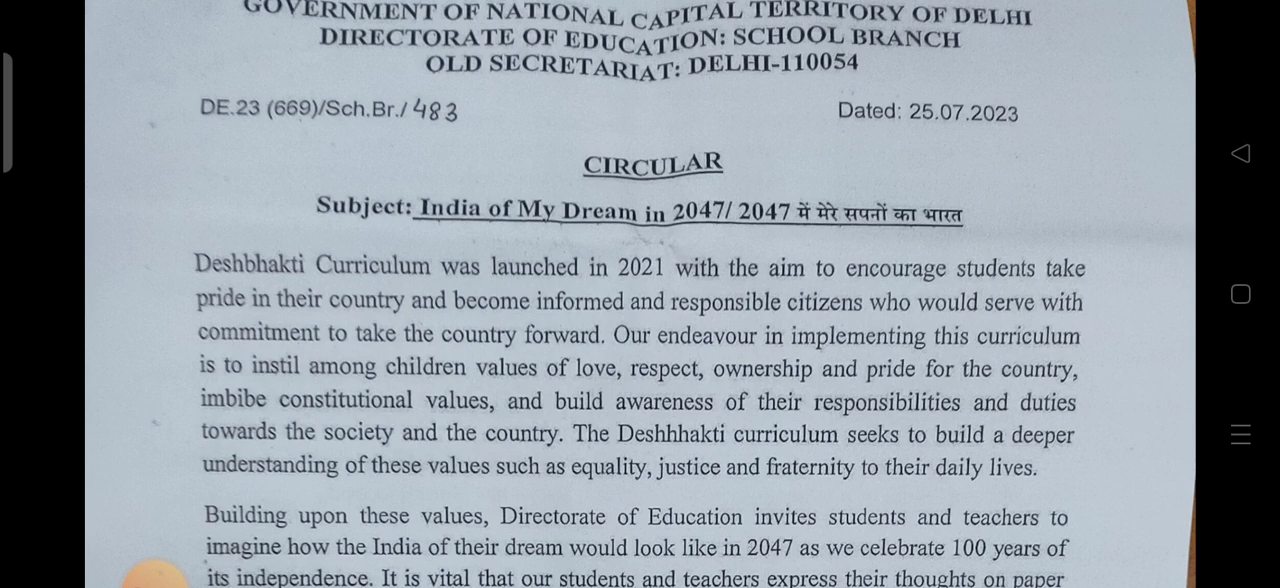 GOVERNMENT OF NATIONAL CAPITAL TERRITORY OF DELHI
DIRECTORATE OF EDUCATION: SCHOOL BRANCH
OLD SECRETARIAT: DELHI-110054
DE.23 (669)/Sch.Br./483 Dated: 25.07.2023
CIRCULAR
Subject: India of My Dream in 2047/ 2047 में मेरे सपनों का भारत
Deshbhakti Curriculum was launched in 2021 with the aim to encourage students take
pride in their country and become informed and responsible citizens who would serve with
commitment to take the country forward. Our endeavour in implementing this curriculum
is to instil among children values of love, respect, ownership and pride for the country,
imbibe constitutional values, and build awareness of their responsibilities and duties
towards the society and the country. The Deshhhakti curriculum seeks to build a deeper
understanding of these values such as equality, justice and fraternity to their daily lives.
Building upon these values, Directorate of Education invites students and teachers to
imagine how the India of their dream would look like in 2047 as we celebrate 100 years of
its independence. It is vital that our students and teachers express their thoughts on paper